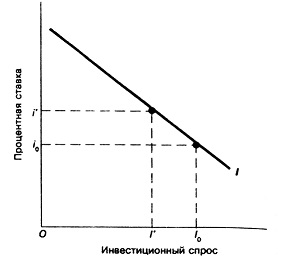 Процентная ставка
i'
i₀
I
O
I'
I₀
Инвестиционный спрос